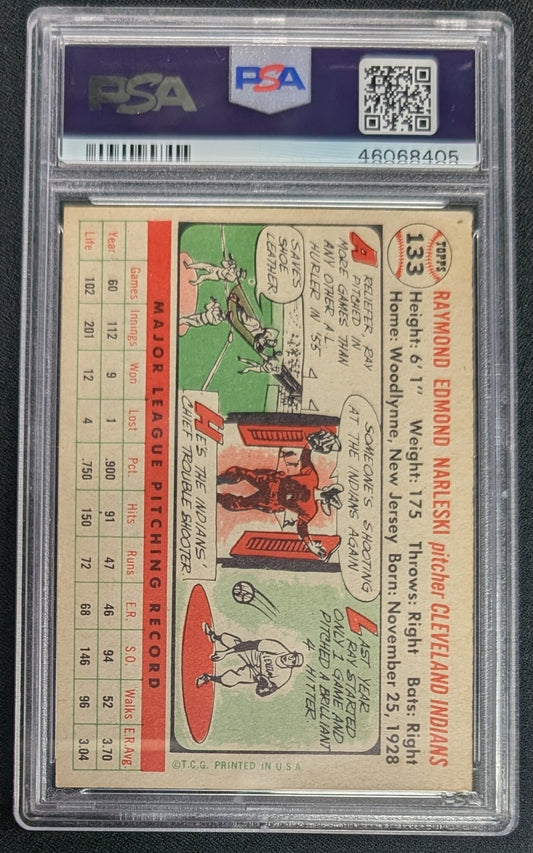 PSA
PSA
46068405
TOPPS
133
RAYMOND EDMOND NARLESKI pitcher CLEVELAND INDIANS
Height: 6' 1" Weight: 175 Throws: Right Bats: Right
Home: Woodlynne, New Jersey Born: November 25, 1928
A RELIEFER RAY
PITCHED IN
MORE GAMES THAN
ANY OTHER A.L.
HURLER IN '55
SAVES
SHOE
LEATHER
SOMEONE'S SHOOTING
AT THE INDIANS AGAIN
HE'S THE INDIANS'
CHIEF TROUBLE SHOOTER
LAST YEAR
RAY STARTED
ONLY 1 GAME AND
PITCHED A BRILLIANT
4 HITTER
©T.C.G. PRINTED IN U.S.A.
MAJOR LEAGUE PITCHING RECORD
Games Innings Won Lost Pct. Hits Runs E.R S.O. Walks E.R Avg.
Year 60 112 9 1 .900 91 47 46 94 52 3.70
Life 102 201 12 4 .750 150 72 68 146 96 3.04